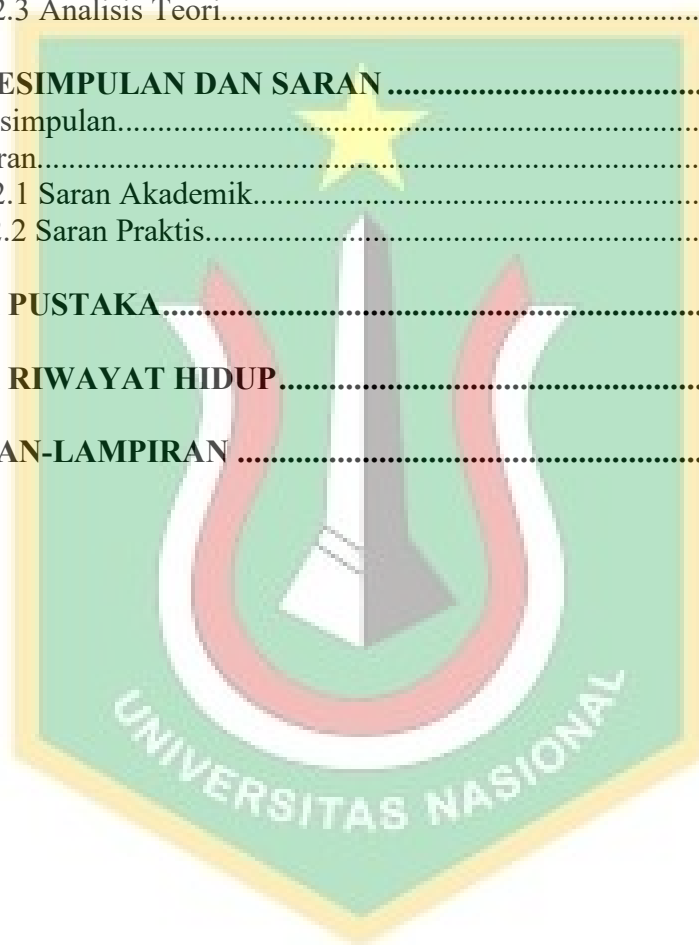 2.3 Analisis Teori..........................................................
ESIMPULAN DAN SARAN ........................................
simpulan.......................................................................
ran.................................................................................
2.1 Saran Akademik......................................................
.2 Saran Praktis............................................................
PUSTAKA.....................................................................
RIWAYAT HIDUP.......................................................
AN-LAMPIRAN ...........................................................
UNIVERSITAS NASIONAL